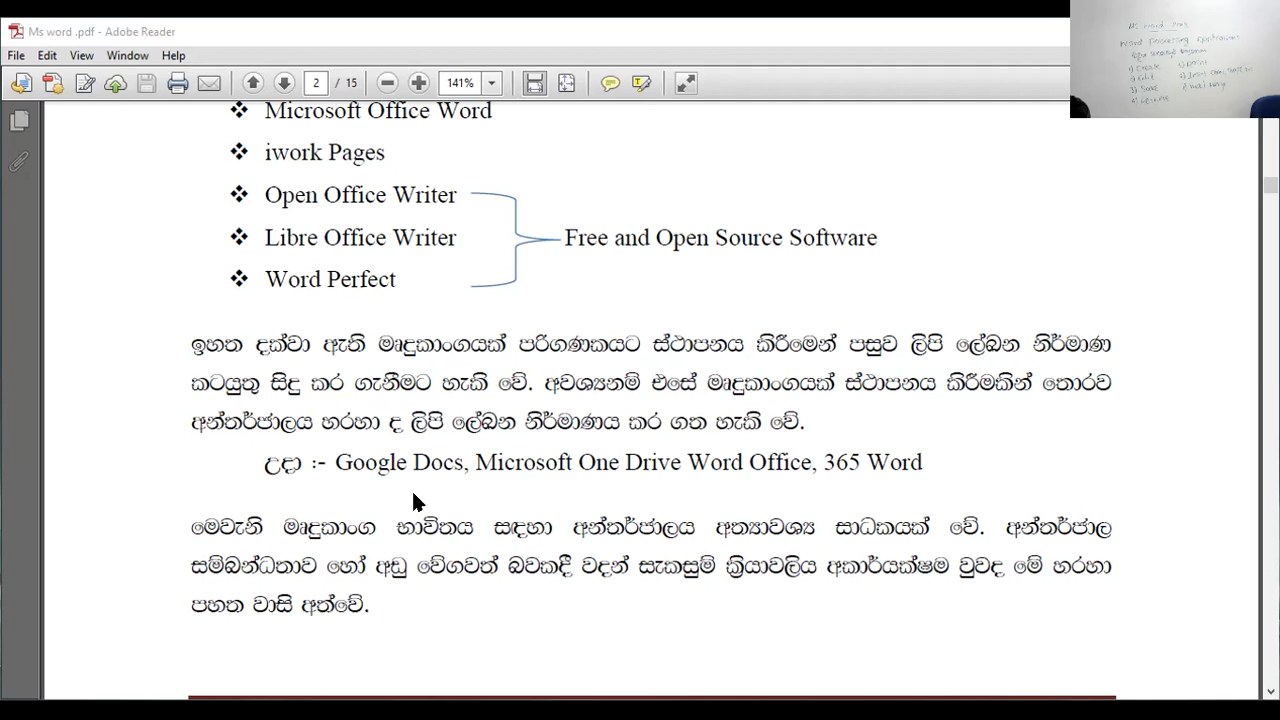 Ms word .pdf - Adobe Reader
File Edit View Window Help
2 / 15 141%
Microsoft Office Word
iwork Pages
Open Office Writer
Libre Office Writer
Free and Open Source Software
Word Perfect
ඉහත දක්වා ඇති මෘදුකාංගයක් පරිගණකයට ස්ථාපනය කිරීමෙන් පසුව ලිපි ලේඛන නිර්මාණ
කටයුතු සිදු කර ගැනීමට හැකි වේ. අවශ්‍යනම් එසේ මෘදුකාංගයක් ස්ථාපනය කිරීමකින් තොරව
අන්තර්ජාලය හරහා ද ලිපි ලේඛන නිර්මාණය කර ගත හැකි වේ.
උදා :- Google Docs, Microsoft One Drive Word Office, 365 Word
මෙවැනි මෘදුකාංග භාවිතය සඳහා අන්තර්ජාලය අත්‍යාවශ්‍ය සාධකයක් වේ. අන්තර්ජාල
සම්බන්ධතාව හෝ අඩු වේගවත් බවකදී වදන් සැකසුම් ක්‍රියාවලිය අකාර්යක්ෂම වුවද මේ හරහා
පහත වාසි අත්වේ.